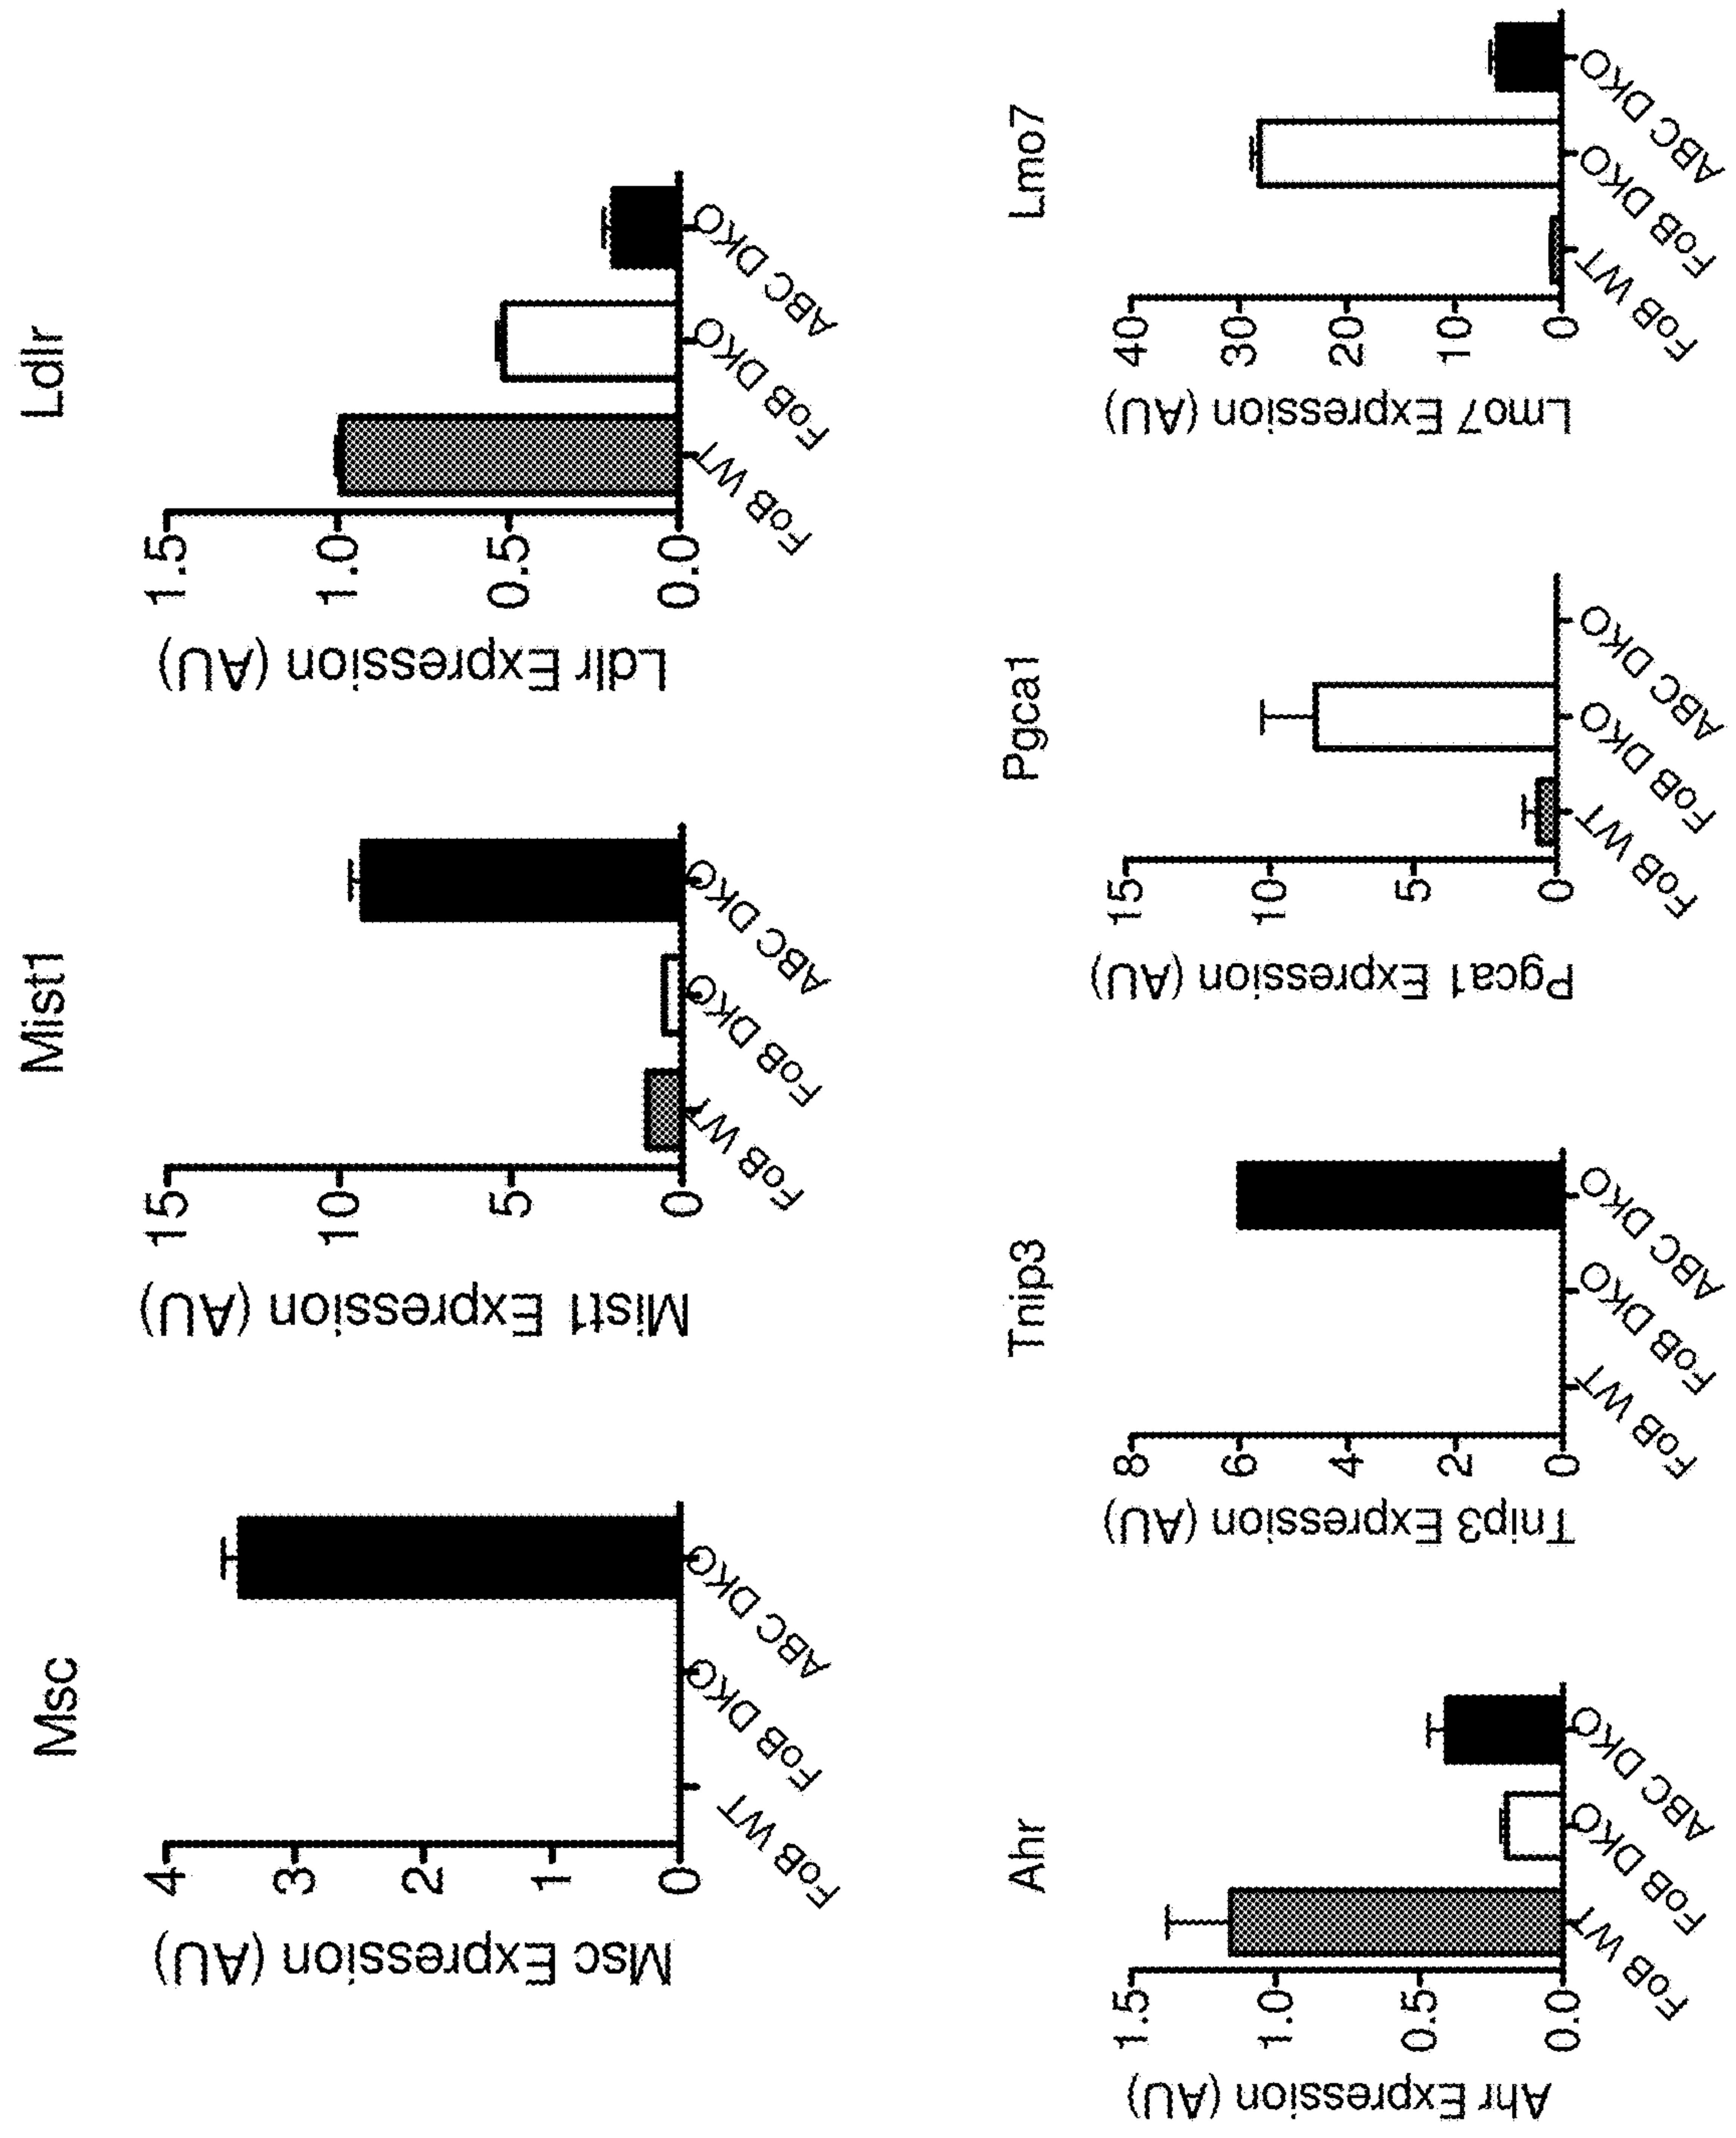 Msc
Msc Expression (AU)
4
3
2
1
0
FoB WT
FoB DKO
ABC DKO
Mist1
Mist1 Expression (AU)
15
10
5
0
FoB WT
FoB DKO
ABC DKO
Ldlr
Ldlr Expression (AU)
1.5
1.0
0.5
0.0
FoB WT
FoB DKO
ABC DKO
Ahr
Ahr Expression (AU)
1.5
1.0
0.5
0.0
FoB WT
FoB DKO
ABC DKO
Tnip3
Tnip3 Expression (AU)
8
6
4
2
0
FoB WT
FoB DKO
ABC DKO
Pgca1
Pgca1 Expression (AU)
15
10
5
0
FoB WT
FoB DKO
ABC DKO
Lmo7
Lmo7 Expression (AU)
40
30
20
10
0
FoB WT
FoB DKO
ABC DKO